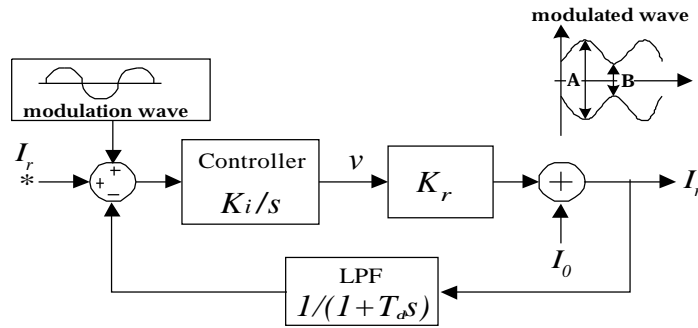 modulated wave
A
B
modulation wave
I_r
*
+
+
−
Controller
K_i/s
v
K_r
+
I_r
I_0
LPF
1/(1+T_d s)